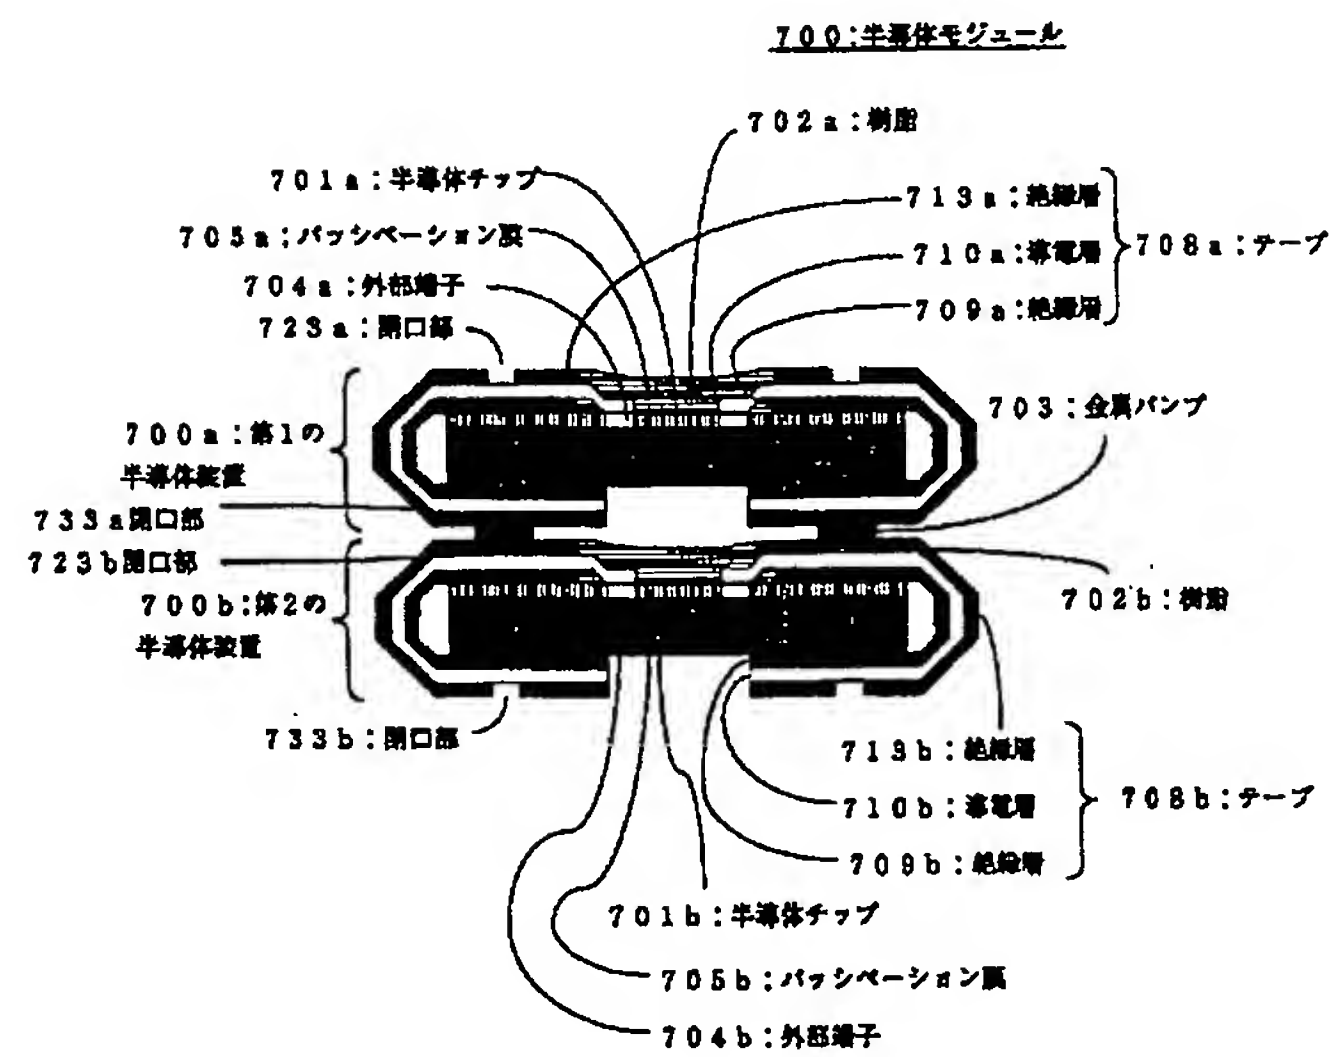 700:半導体モジュール
702a:樹脂
701a:半導体チップ
713a:絶縁層
705a:パッシベーション膜
710a:導電層
708a:テープ
704a:外部端子
709a:絶縁層
723a:開口部
703:金属バンプ
700a:第1の
半導体装置
733a開口部
723b開口部
700b:第2の
半導体装置
702b:樹脂
733b:開口部
713b:絶縁層
710b:導電層
708b:テープ
709b:絶縁層
701b:半導体チップ
705b:パッシベーション膜
704b:外部端子